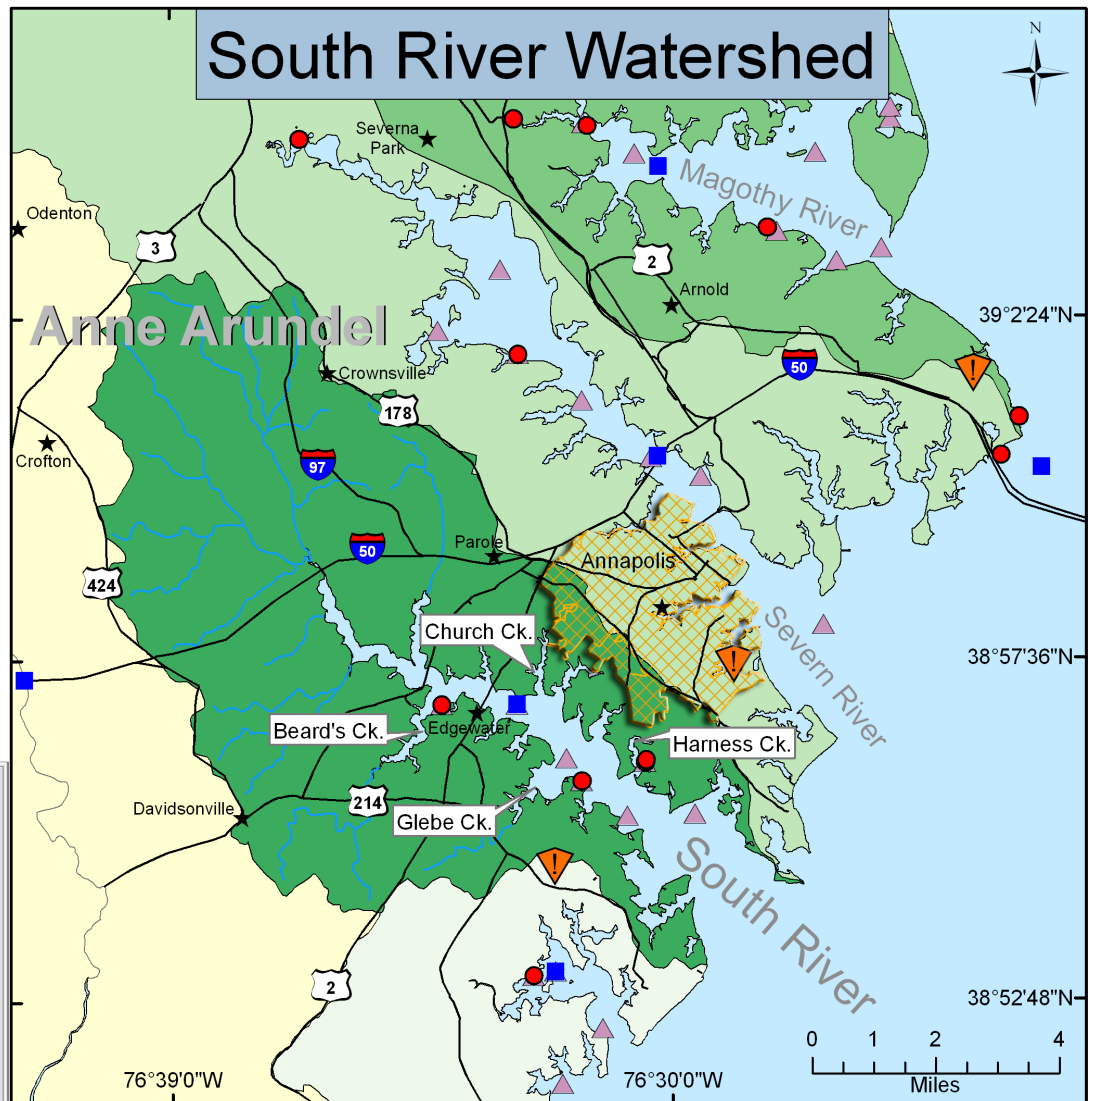 South River Watershed
N
Severna
Park
Magothy River
Odenton
3
2
Arnold
39°2'24"N
Anne Arundel
50
Crownsville
178
Crofton
97
50
Parole
Annapolis
424
Church Ck.
Severn River
38°57'36"N
Beard's Ck.
Edgewater
Harness Ck.
214
Davidsonville
Glebe Ck.
South River
2
38°52'48"N
0 1 2 4
Miles
76°39'0"W
76°30'0"W
!
!
!